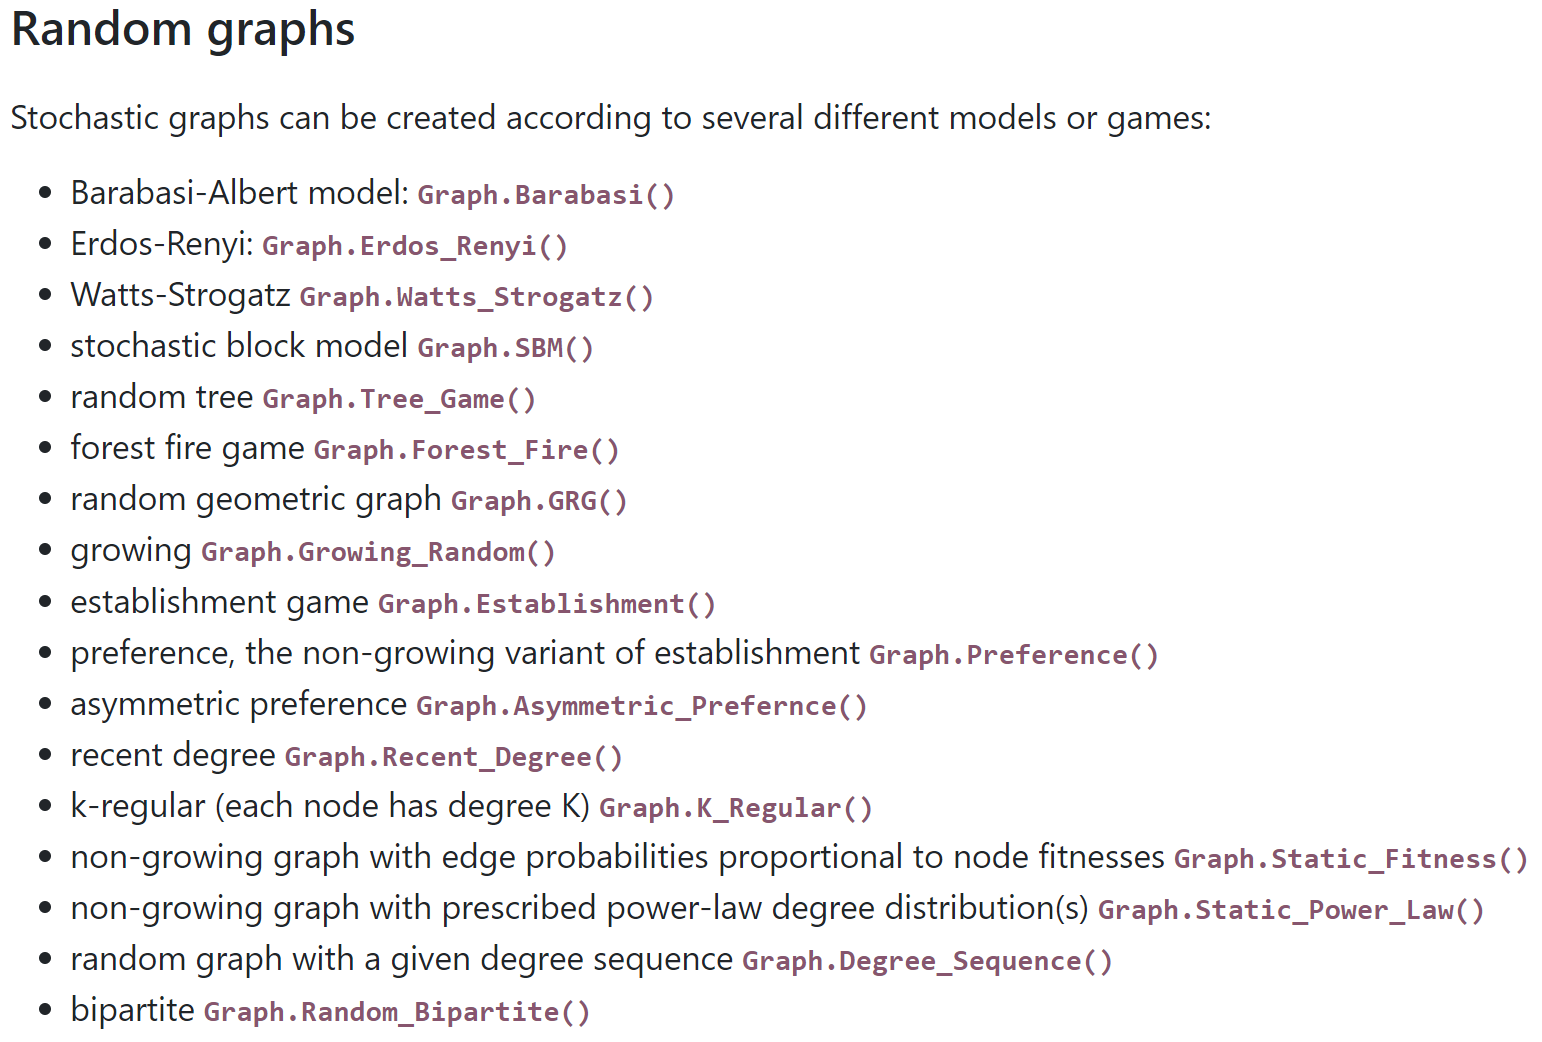 Random graphs
Stochastic graphs can be created according to several different models or games:
• Barabasi-Albert model: Graph.Barabasi()
• Erdos-Renyi: Graph.Erdos_Renyi()
• Watts-Strogatz Graph.Watts_Strogatz()
• stochastic block model Graph.SBM()
• random tree Graph.Tree_Game()
• forest fire game Graph.Forest_Fire()
• random geometric graph Graph.GRG()
• growing Graph.Growing_Random()
• establishment game Graph.Establishment()
• preference, the non-growing variant of establishment Graph.Preference()
• asymmetric preference Graph.Asymmetric_Prefernce()
• recent degree Graph.Recent_Degree()
• k-regular (each node has degree K) Graph.K_Regular()
• non-growing graph with edge probabilities proportional to node fitnesses Graph.Static_Fitness()
• non-growing graph with prescribed power-law degree distribution(s) Graph.Static_Power_Law()
• random graph with a given degree sequence Graph.Degree_Sequence()
• bipartite Graph.Random_Bipartite()